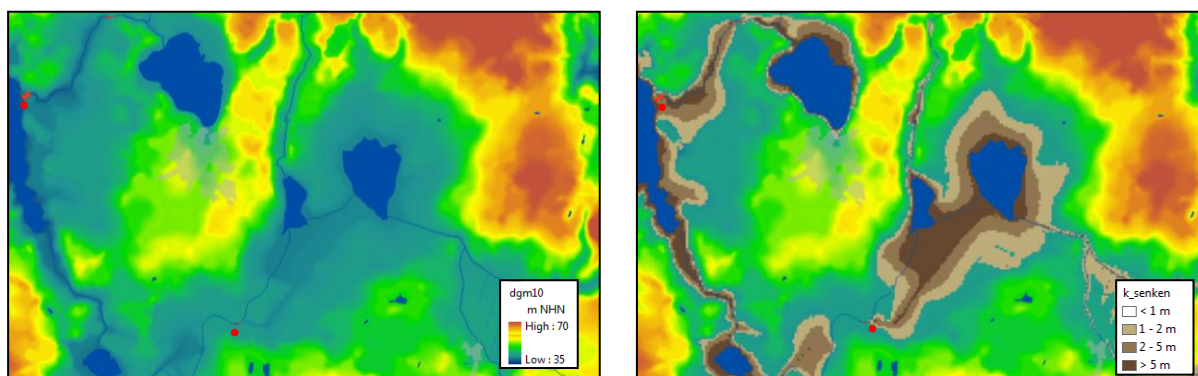 dgm10
m NHN
High : 70
Low : 35
k_senken
< 1 m
1 - 2 m
2 - 5 m
> 5 m